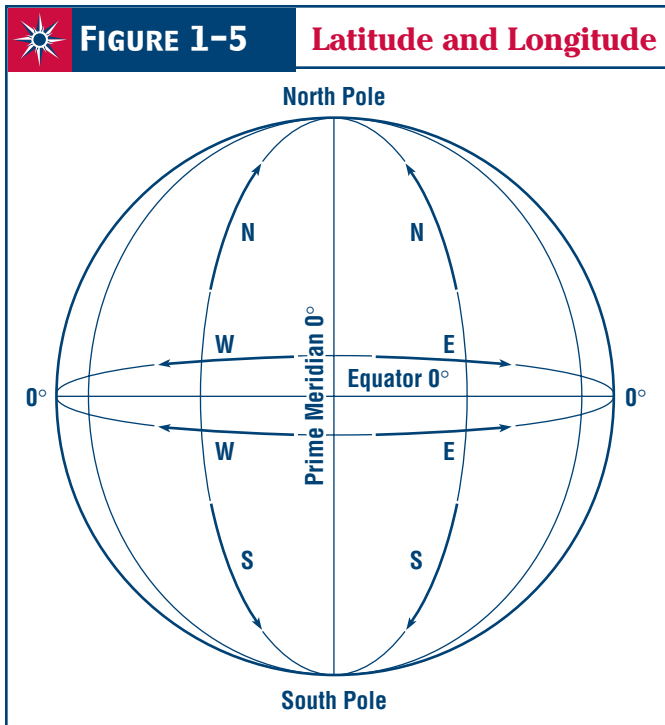 FIGURE 1–5
Latitude and Longitude
North Pole
N
N
W
E
Prime Meridian 0°
Equator 0°
0°
0°
W
E
S
S
South Pole